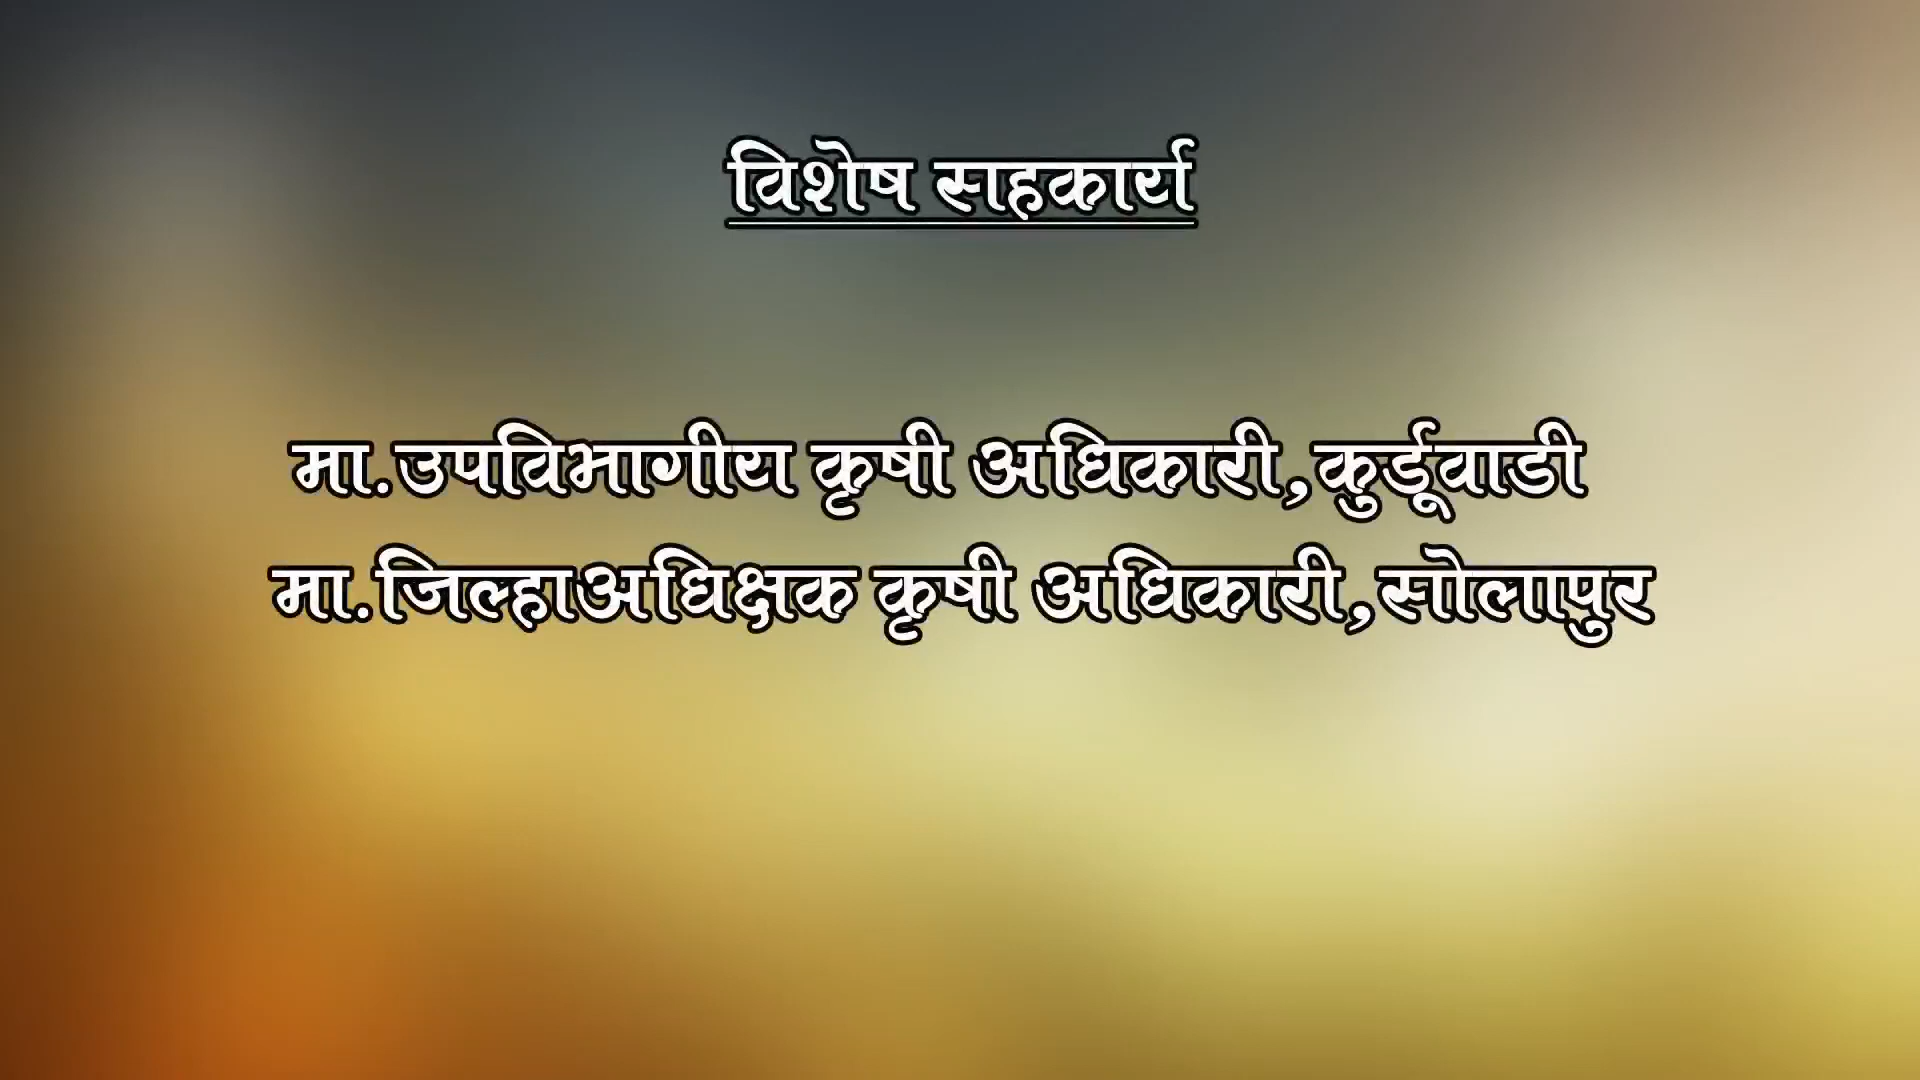 विशेष सहकार्य
मा.उपविभागीय कृषी अधिकारी,कुर्डूवाडी
मा.जिल्हाअधिक्षक कृषी अधिकारी,सोलापुर